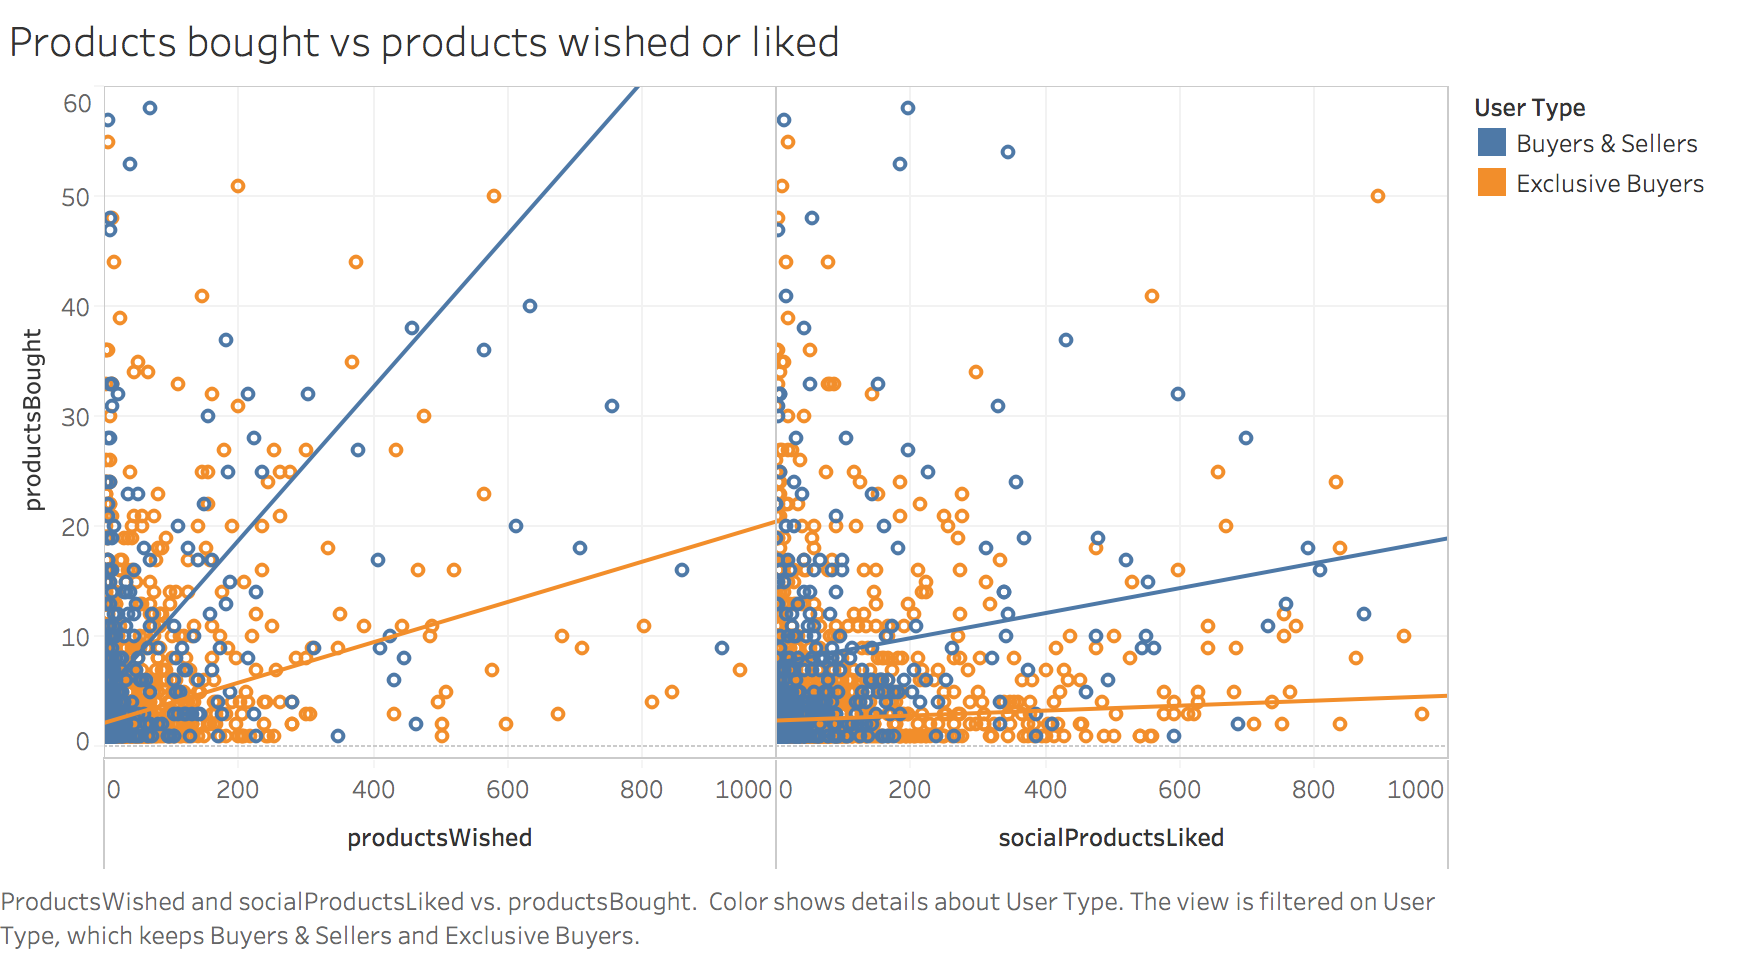 Products bought vs products wished or liked
User Type
Buyers & Sellers
Exclusive Buyers
productsBought
60
50
40
30
20
10
0
0 200 400 600 800 1000
0 200 400 600 800 1000
productsWished
socialProductsLiked
ProductsWished and socialProductsLiked vs. productsBought. Color shows details about User Type. The view is filtered on User
Type, which keeps Buyers & Sellers and Exclusive Buyers.